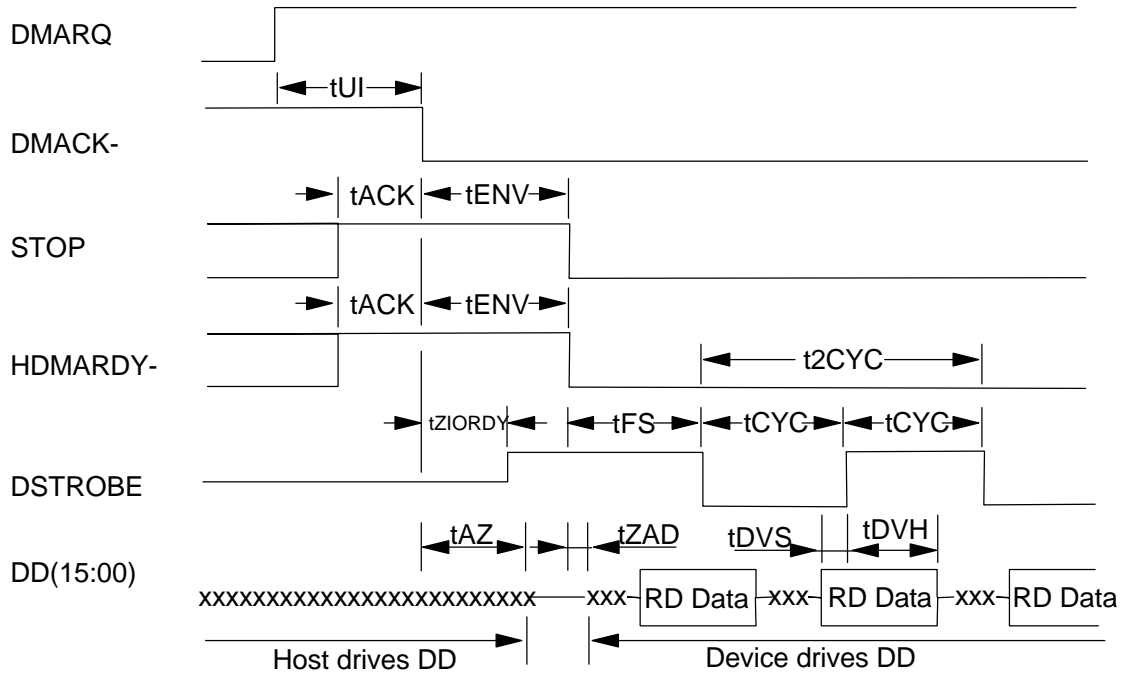 DMARQ
tUI
DMACK-
tACK tENV
STOP
tACK tENV
HDMARDY-
t2CYC
tZIORDY tFS tCYC tCYC
DSTROBE
tAZ tZAD tDVS tDVH
DD(15:00)
xxxxxxxxxxxxxxxxxxxxxxxxx xxx RD Data xxx RD Data xxx RD Data
Host drives DD Device drives DD